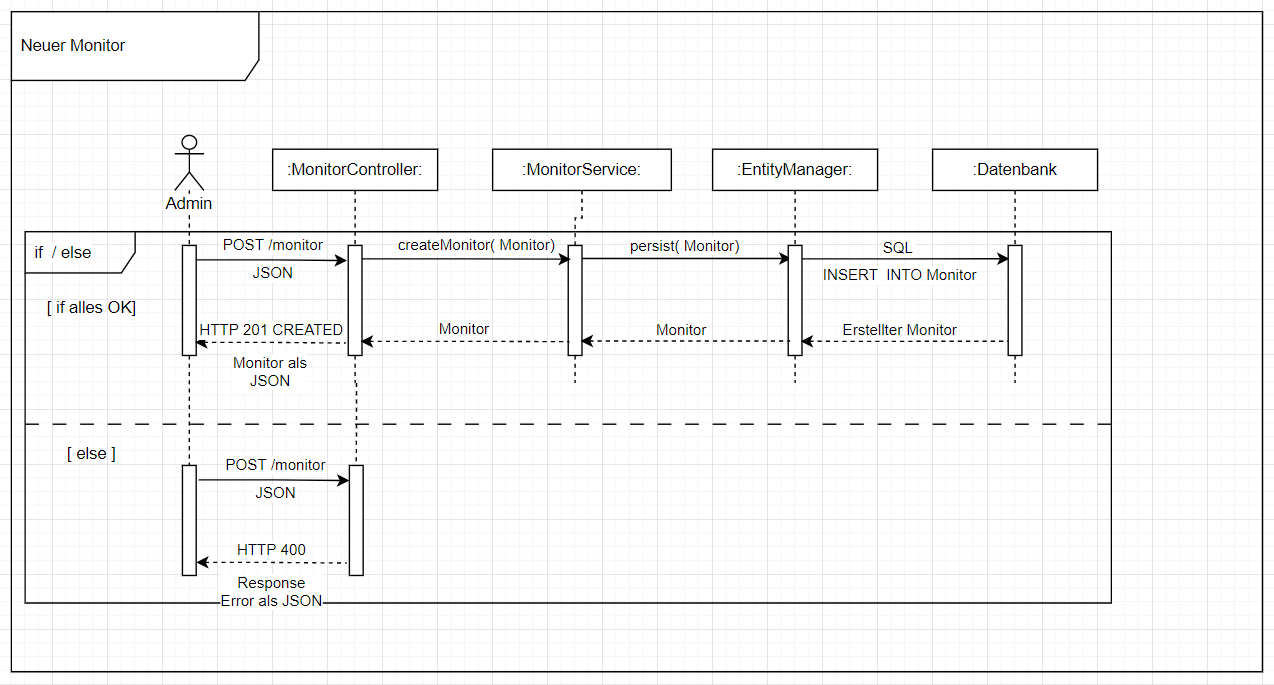 Neuer Monitor
:MonitorController:
:MonitorService:
:EntityManager:
:Datenbank
Admin
if / else
POST /monitor
JSON
createMonitor( Monitor)
persist( Monitor)
SQL
INSERT INTO Monitor
[ if alles OK]
HTTP 201 CREATED
Monitor als
JSON
Monitor
Monitor
Erstellter Monitor
[ else ]
POST /monitor
JSON
HTTP 400
Response
Error als JSON